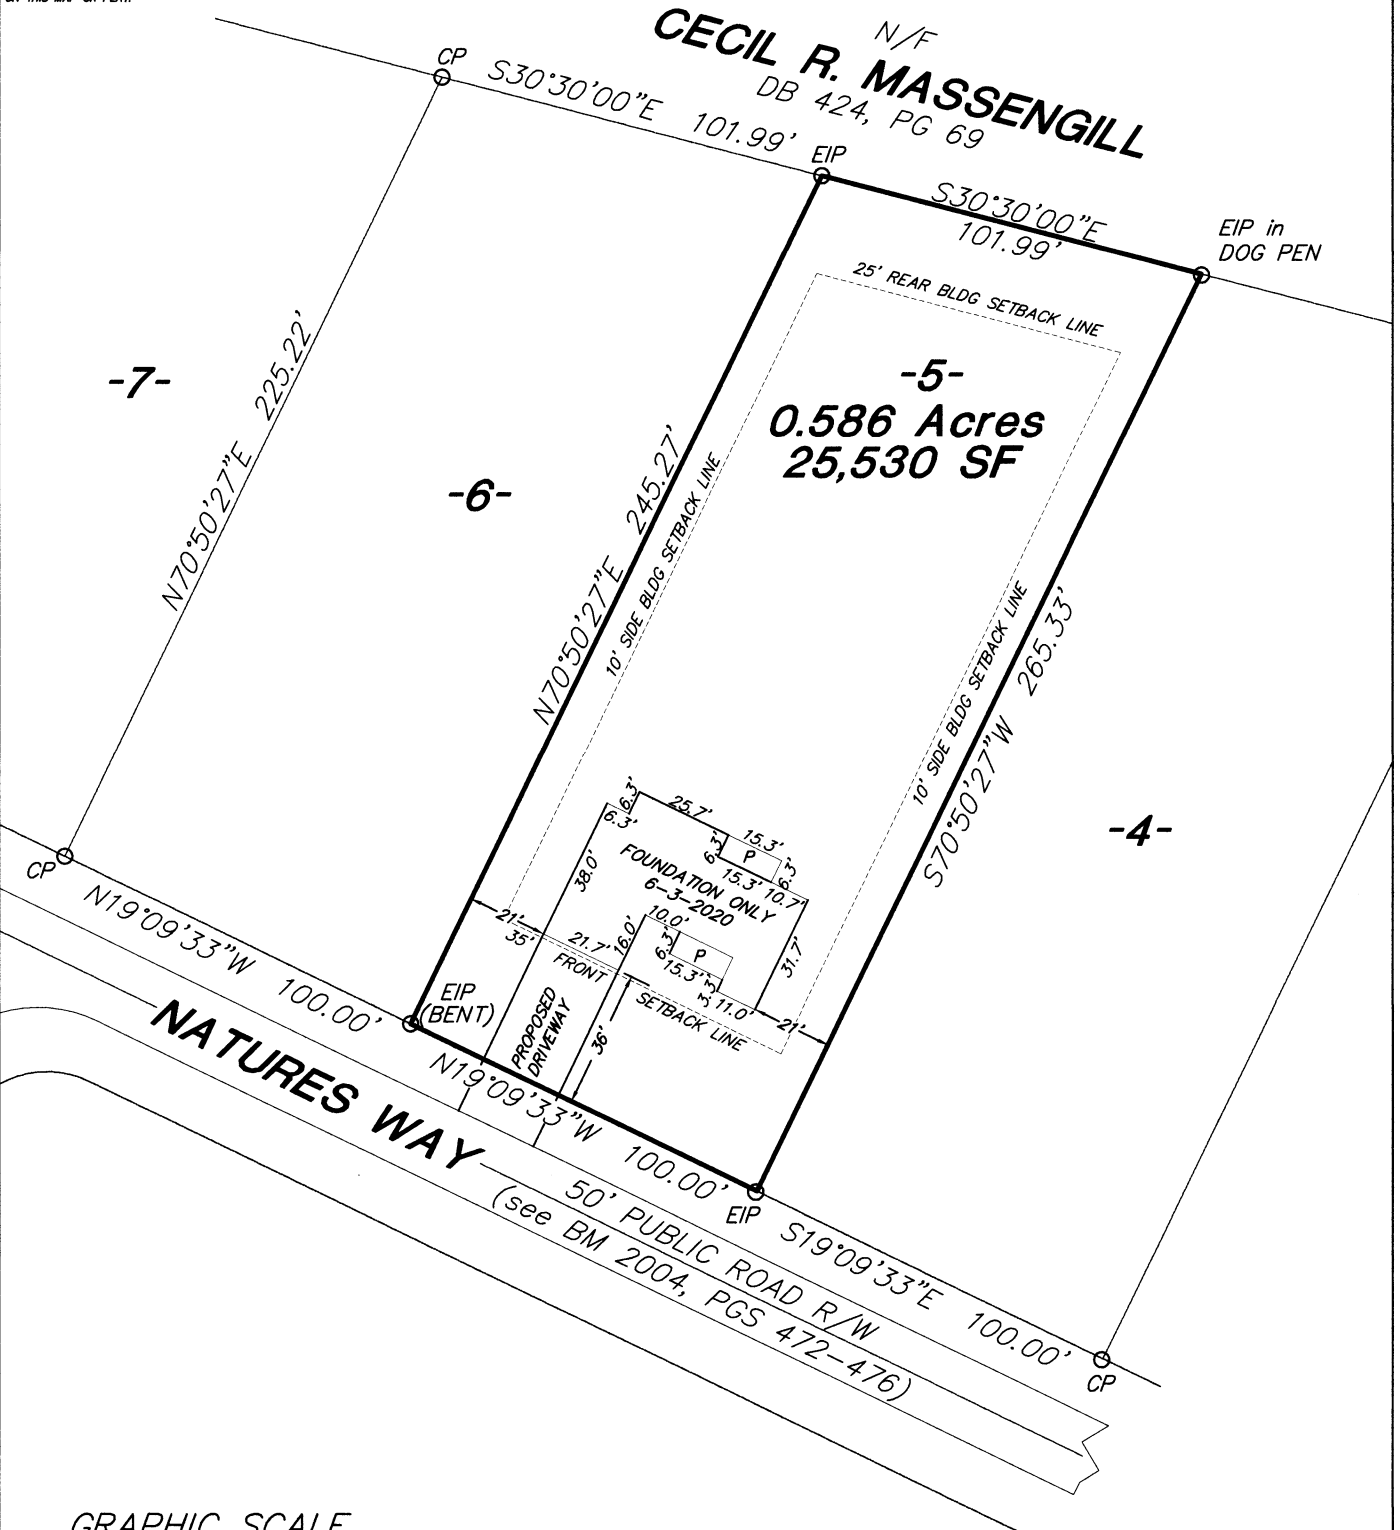 N/F
CECIL R. MASSENGILL
DB 424, PG 69
CP
S30°30'00"E 101.99'
EIP
S30°30'00"E
101.99'
EIP in
DOG PEN
25' REAR BLDG SETBACK LINE
-7-
N70°50'27"E 225.22'
-6-
N70°50'27"E 245.27'
10' SIDE BLDG SETBACK LINE
-5-
0.586 Acres
25,530 SF
10' SIDE BLDG SETBACK LINE
S70°50'27"W 265.33'
-4-
6.3'
6.3'
25.7'
15.3'
6.3'
P
6.3'
15.3'
10.7'
38.0'
FOUNDATION ONLY
6-3-2020
10.0'
16.0'
6.3'
P
15.3'
3.3'
11.0'
31.7'
21'
35'
21.7'
FRONT
SETBACK LINE
21'
36'
PROPOSED
DRIVEWAY
CP
N19°09'33"W 100.00'
EIP
(BENT)
N19°09'33"W 100.00'
EIP
S19°09'33"E 100.00'
CP
NATURES WAY
50' PUBLIC ROAD R/W
(see BM 2004, PGS 472-476)
GRAPHIC SCALE